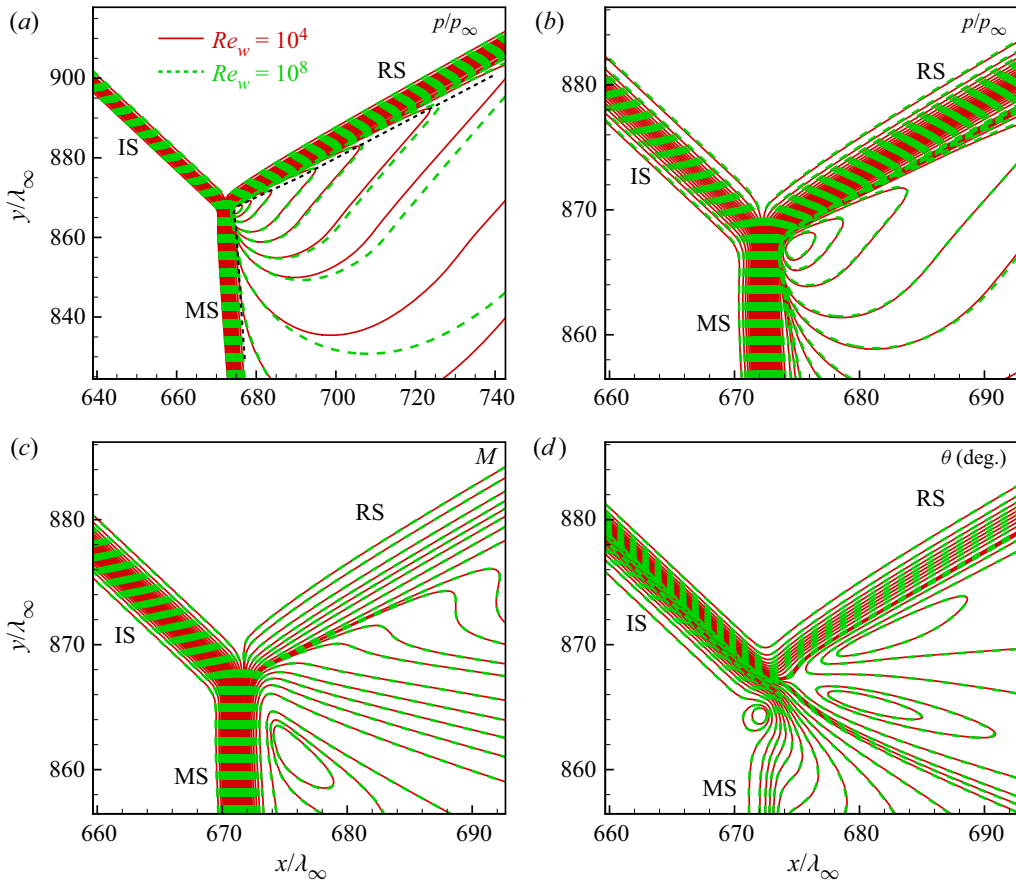 (a)
p/p∞
Re_w = 10^4
Re_w = 10^8
RS
IS
MS
y/λ∞
900
880
860
840
640
660
680
700
720
740
(b)
p/p∞
RS
IS
MS
880
870
860
660
670
680
690
(c)
M
RS
IS
MS
y/λ∞
880
870
860
660
670
680
690
x/λ∞
(d)
θ (deg.)
RS
IS
MS
880
870
860
660
670
680
690
x/λ∞